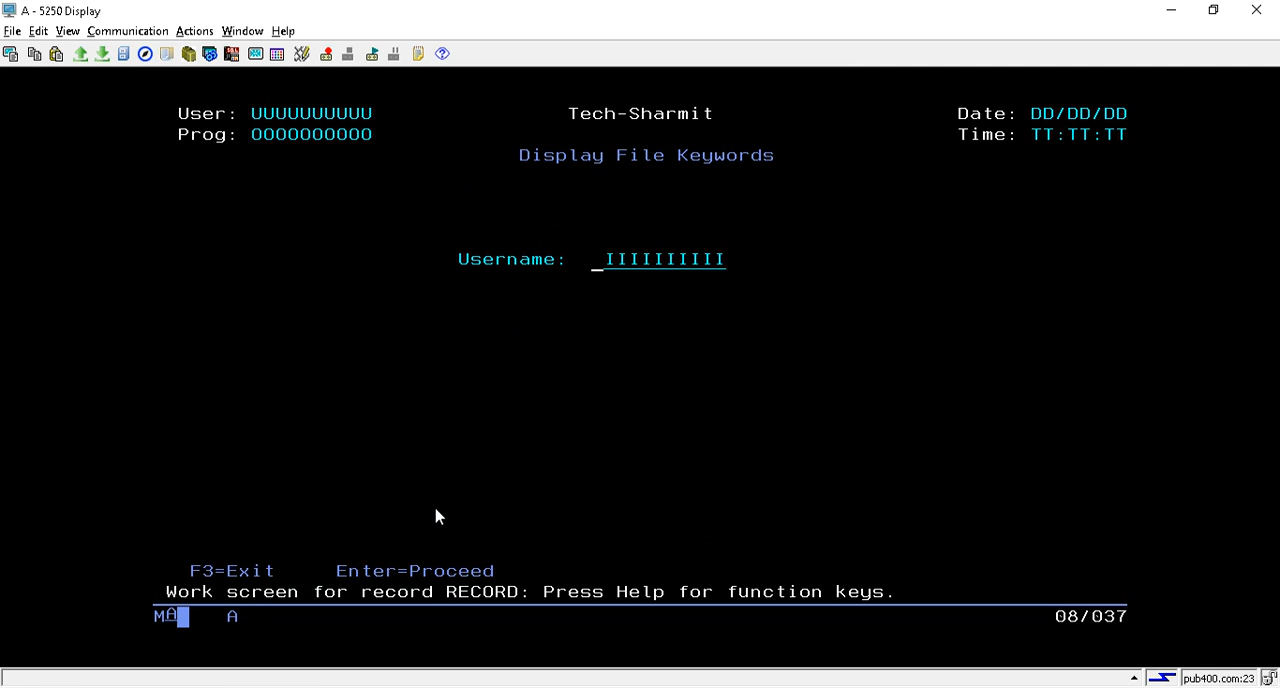 A - 5250 Display
File Edit View Communication Actions Window Help
User: UUUUUUUUUU Tech-Sharmit Date: DD/DD/DD
Prog: OOOOOOOOOO Time: TT:TT:TT
Display File Keywords
Username: _IIIIIIIIII
F3=Exit Enter=Proceed
Work screen for record RECORD: Press Help for function keys.
MA A 08/037
pub400.com:23